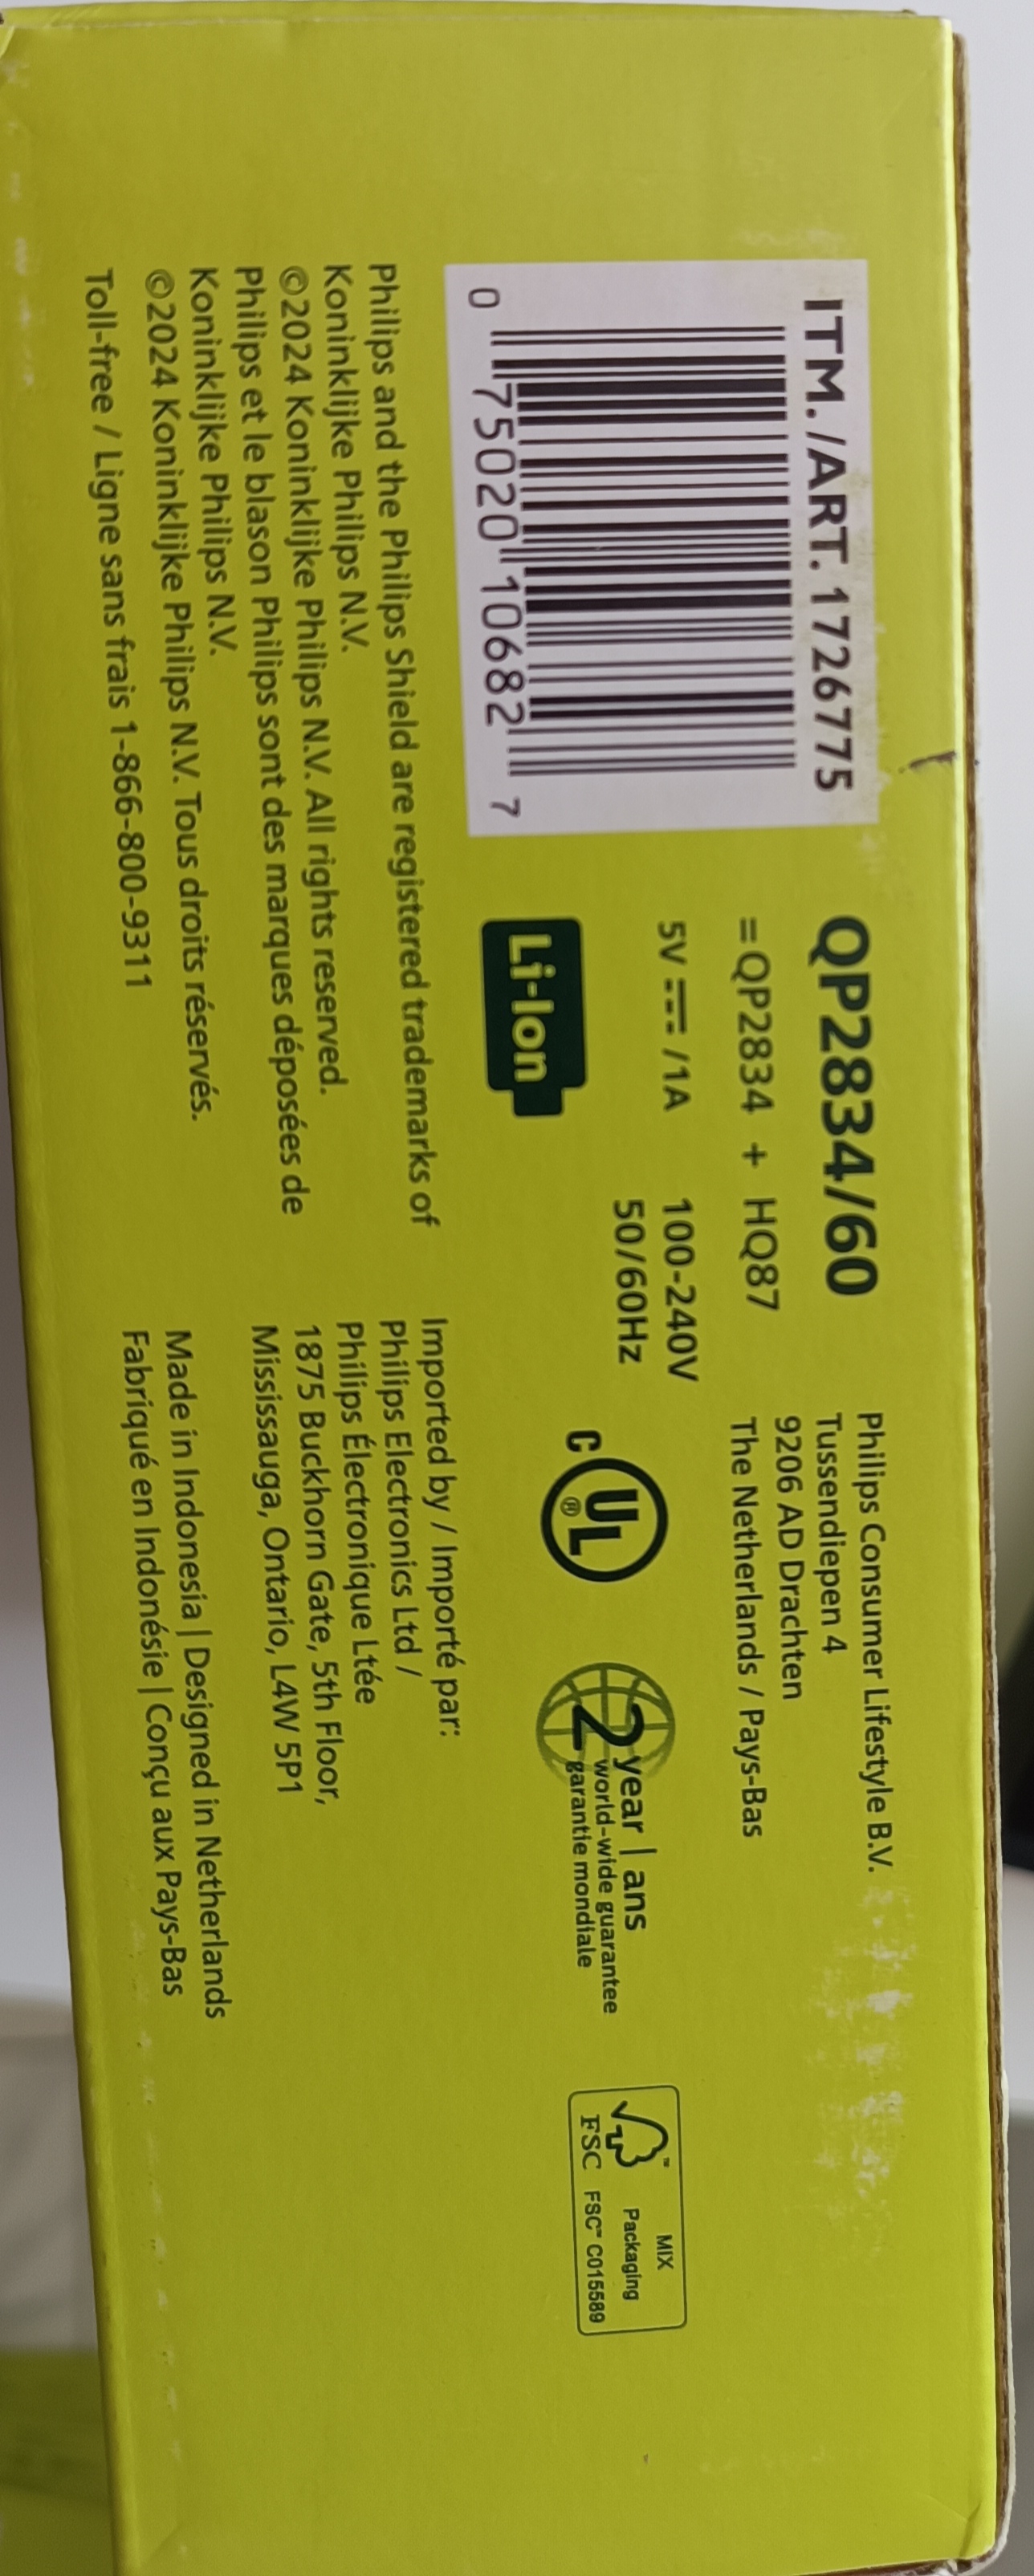 ITM. /ART. 1726775
0 75020 10682 7
QP2834/60
=QP2834 + HQ87
5V ⎓ /1A
100-240V
50/60Hz
Li-Ion
Philips Consumer Lifestyle B.V.
Tussendiepen 4
9206 AD Drachten
The Netherlands / Pays-Bas
C UL ®
2 year | ans
world-wide guarantee
garantie mondiale
MIX
Packaging
FSC FSC™ C015589
Philips and the Philips Shield are registered trademarks of
Koninklijke Philips N.V.
©2024 Koninklijke Philips N.V. All rights reserved.
Philips et le blason Philips sont des marques déposées de
Koninklijke Philips N.V.
©2024 Koninklijke Philips N.V. Tous droits réservés.
Toll-free / Ligne sans frais 1-866-800-9311
Imported by / Importé par:
Philips Electronics Ltd /
Philips Électronique Ltée
1875 Buckhorn Gate, 5th Floor,
Mississauga, Ontario, L4W 5P1
Made in Indonesia | Designed in Netherlands
Fabriqué en Indonésie | Conçu aux Pays-Bas